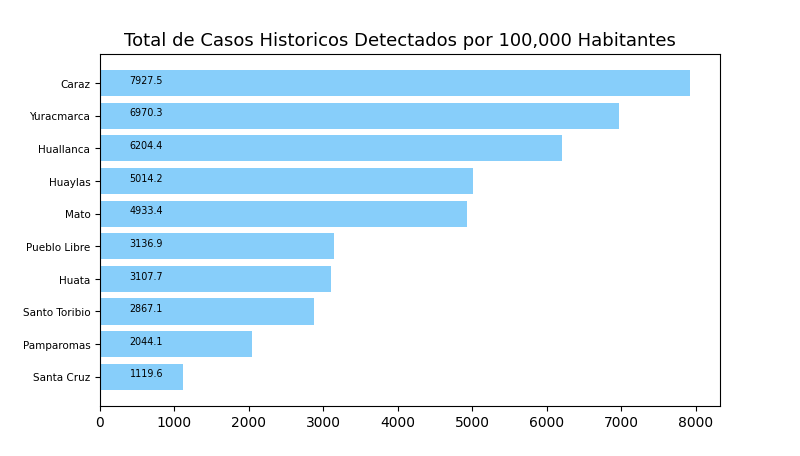 Total de Casos Historicos Detectados por 100,000 Habitantes
Caraz 7927.5
Yuracmarca 6970.3
Huallanca 6204.4
Huaylas 5014.2
Mato 4933.4
Pueblo Libre 3136.9
Huata 3107.7
Santo Toribio 2867.1
Pamparomas 2044.1
Santa Cruz 1119.6
0 1000 2000 3000 4000 5000 6000 7000 8000